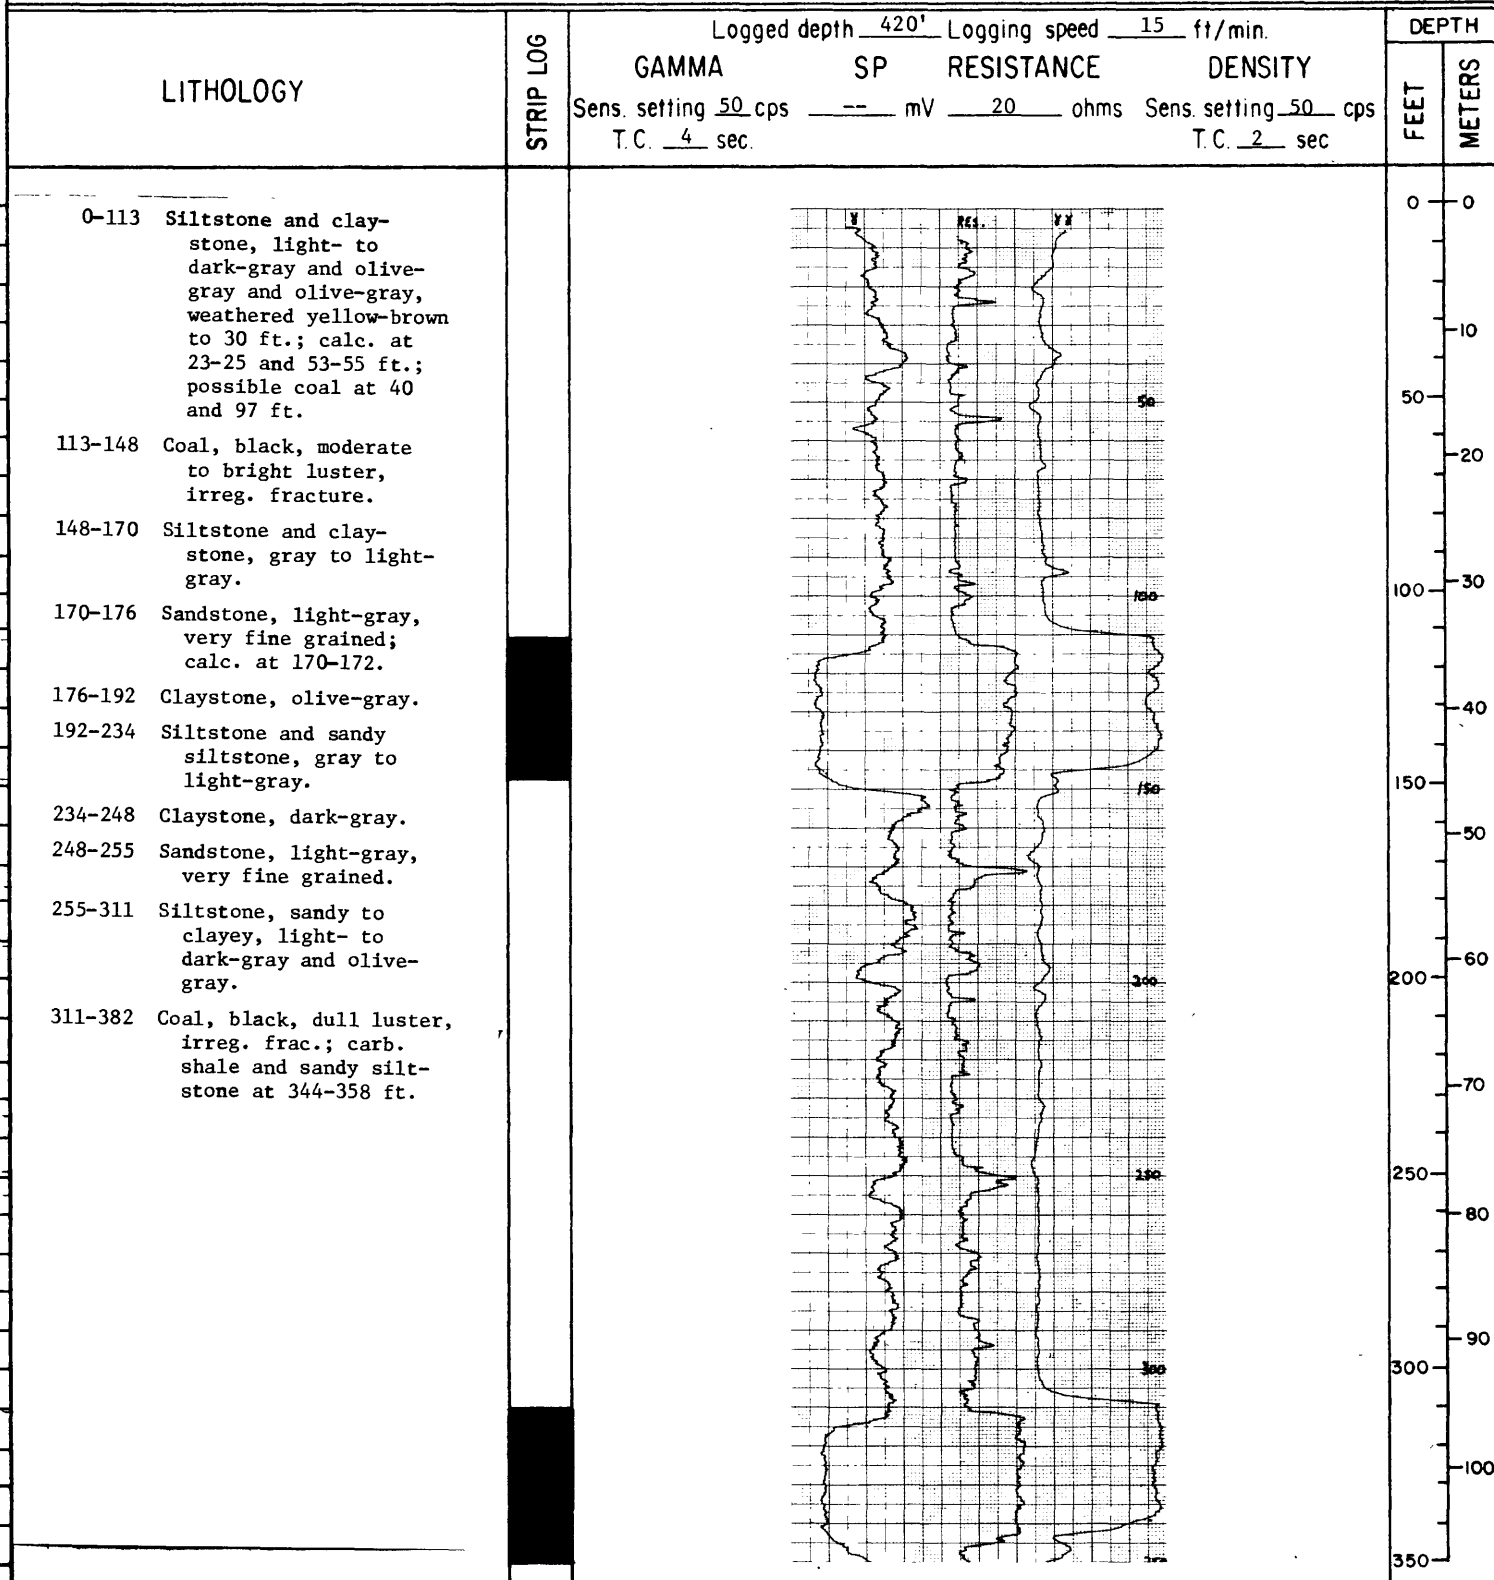 Logged depth 420' Logging speed 15 ft/min.
DEPTH
LITHOLOGY
STRIP LOG
GAMMA SP RESISTANCE DENSITY
FEET
METERS
Sens. setting 50 cps -- mV 20 ohms Sens. setting 50 cps
T.C. 4 sec. T.C. 2 sec
0-113 Siltstone and clay-
stone, light- to
dark-gray and olive-
gray and olive-gray,
weathered yellow-brown
to 30 ft.; calc. at
23-25 and 53-55 ft.;
possible coal at 40
and 97 ft.
113-148 Coal, black, moderate
to bright luster,
irreg. fracture.
148-170 Siltstone and clay-
stone, gray to light-
gray.
170-176 Sandstone, light-gray,
very fine grained;
calc. at 170-172.
176-192 Claystone, olive-gray.
192-234 Siltstone and sandy
siltstone, gray to
light-gray.
234-248 Claystone, dark-gray.
248-255 Sandstone, light-gray,
very fine grained.
255-311 Siltstone, sandy to
clayey, light- to
dark-gray and olive-
gray.
311-382 Coal, black, dull luster,
irreg. frac.; carb.
shale and sandy silt-
stone at 344-358 ft.
γ RES. γγ
50
100
150
200
250
300
0
50
100
150
200
250
300
350
0
10
20
30
40
50
60
70
80
90
100